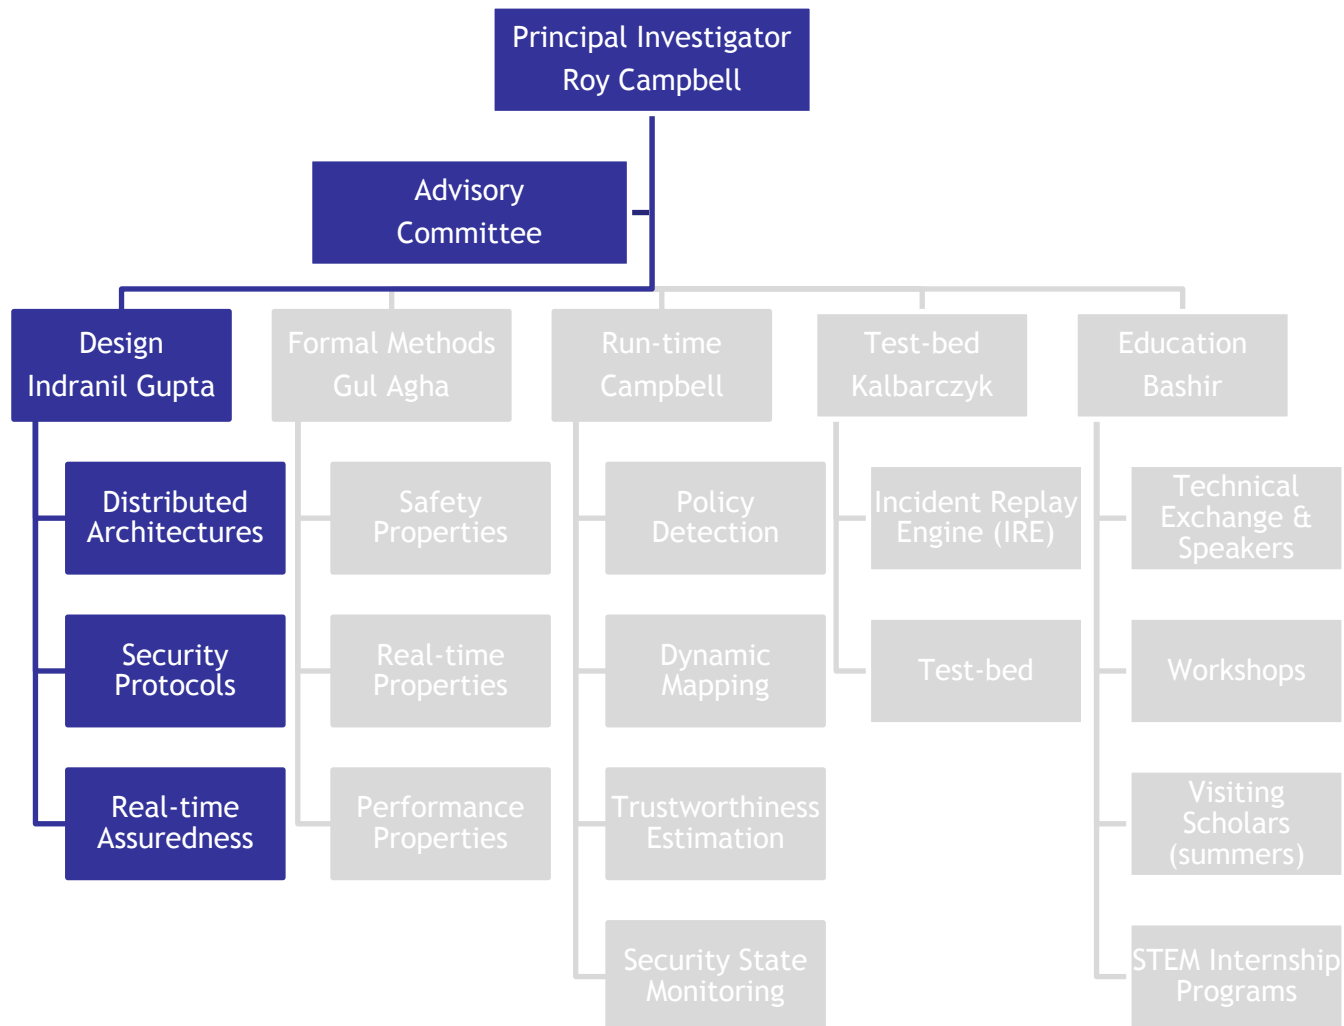 Principal Investigator
Roy Campbell
Advisory
Committee
Design
Indranil Gupta
Formal Methods
Gul Agha
Run-time
Campbell
Test-bed
Kalbarczyk
Education
Bashir
Distributed
Architectures
Security
Protocols
Real-time
Assuredness
Safety
Properties
Real-time
Properties
Performance
Properties
Policy
Detection
Dynamic
Mapping
Trustworthiness
Estimation
Security State
Monitoring
Incident Replay
Engine (IRE)
Test-bed
Technical
Exchange &
Speakers
Workshops
Visiting
Scholars
(summers)
STEM Internship
Programs